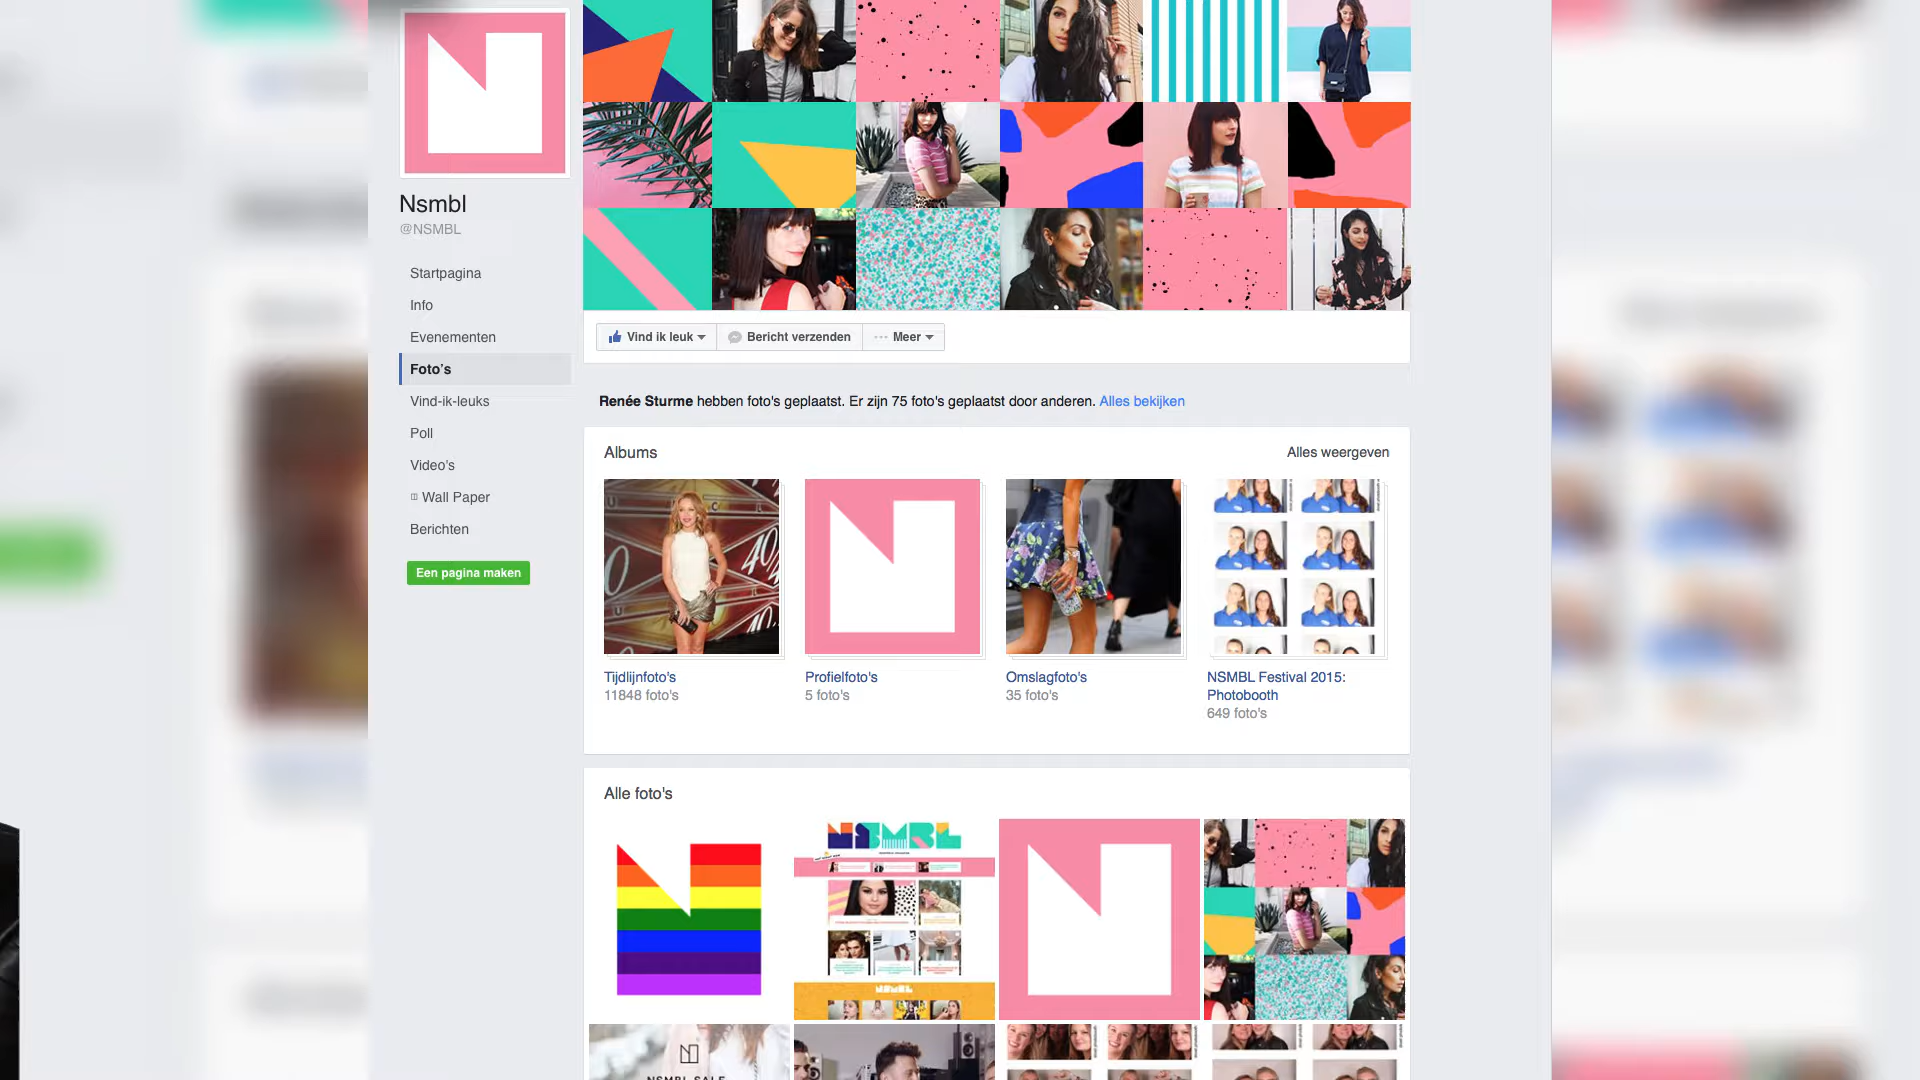 Nsmbl
@NSMBL
Startpagina
Info
Evenementen
Foto's
Vind-ik-leuks
Poll
Video's
Wall Paper
Berichten
Een pagina maken
Vind ik leuk
Bericht verzenden
Meer
Renée Sturme hebben foto's geplaatst. Er zijn 75 foto's geplaatst door anderen. Alles bekijken
Albums
Alles weergeven
Tijdlijnfoto's
11848 foto's
Profielfoto's
5 foto's
Omslagfoto's
35 foto's
NSMBL Festival 2015:
Photobooth
649 foto's
Alle foto's
NSMBL
NSMBL
NSMBL SALE